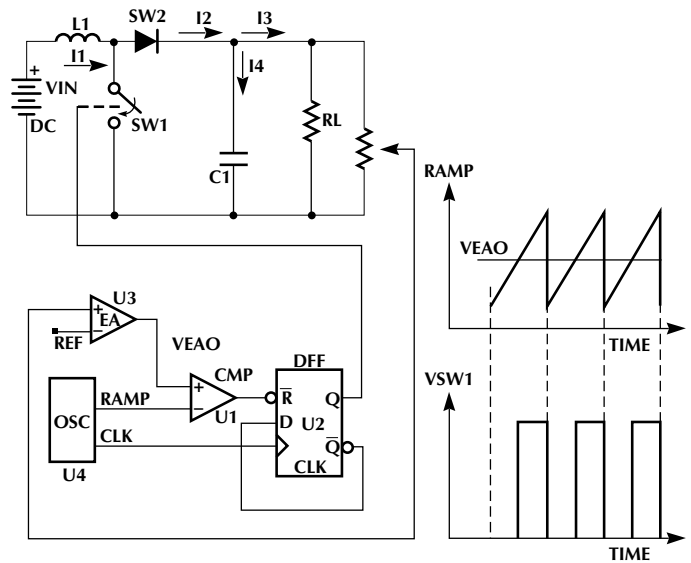 L1
SW2
I2
I3
I1
+
VIN
DC
SW1
I4
C1
RL
RAMP
VEAO
TIME
VSW1
TIME
U3
+
EA
−
REF
VEAO
DFF
OSC
RAMP
CLK
U4
+
−
CMP
U1
R
D
U2
Q
Q
CLK